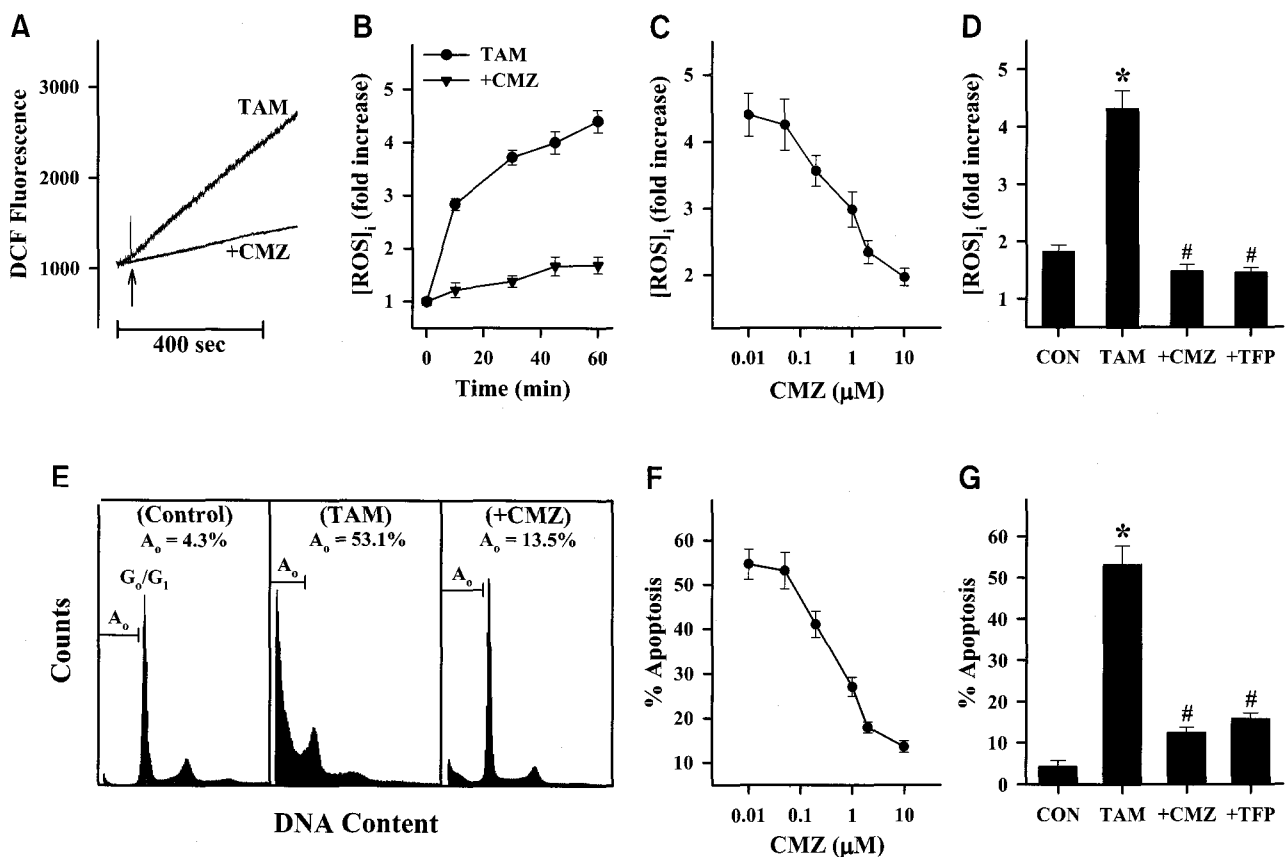 A
DCF Fluorescence
3000
2000
1000
TAM
+CMZ
400 sec
B
[ROS]i (fold increase)
5
4
3
2
1
TAM
+CMZ
0 20 40 60
Time (min)
C
[ROS]i (fold increase)
5
4
3
2
0.01 0.1 1 10
CMZ (μM)
D
[ROS]i (fold increase)
5
4
3
2
1
*
# #
CON TAM +CMZ +TFP
E
Counts
(Control) (TAM) (+CMZ)
Ao = 4.3% Ao = 53.1% Ao = 13.5%
Go/G1
Ao Ao Ao
DNA Content
F
% Apoptosis
60
50
40
30
20
10
0.01 0.1 1 10
CMZ (μM)
G
% Apoptosis
60
50
40
30
20
10
0
*
# #
CON TAM +CMZ +TFP